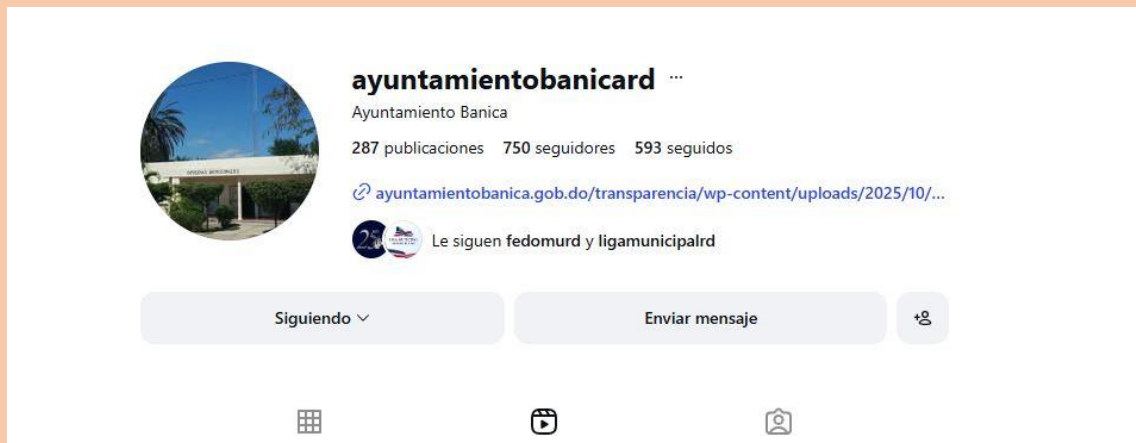 ayuntamientobanicard ...
Ayuntamiento Banica
287 publicaciones 750 seguidores 593 seguidos
ayuntamientobanica.gob.do/transparencia/wp-content/uploads/2025/10/...
Le siguen fedomurd y ligamunicipalrd
Siguiendo
Enviar mensaje